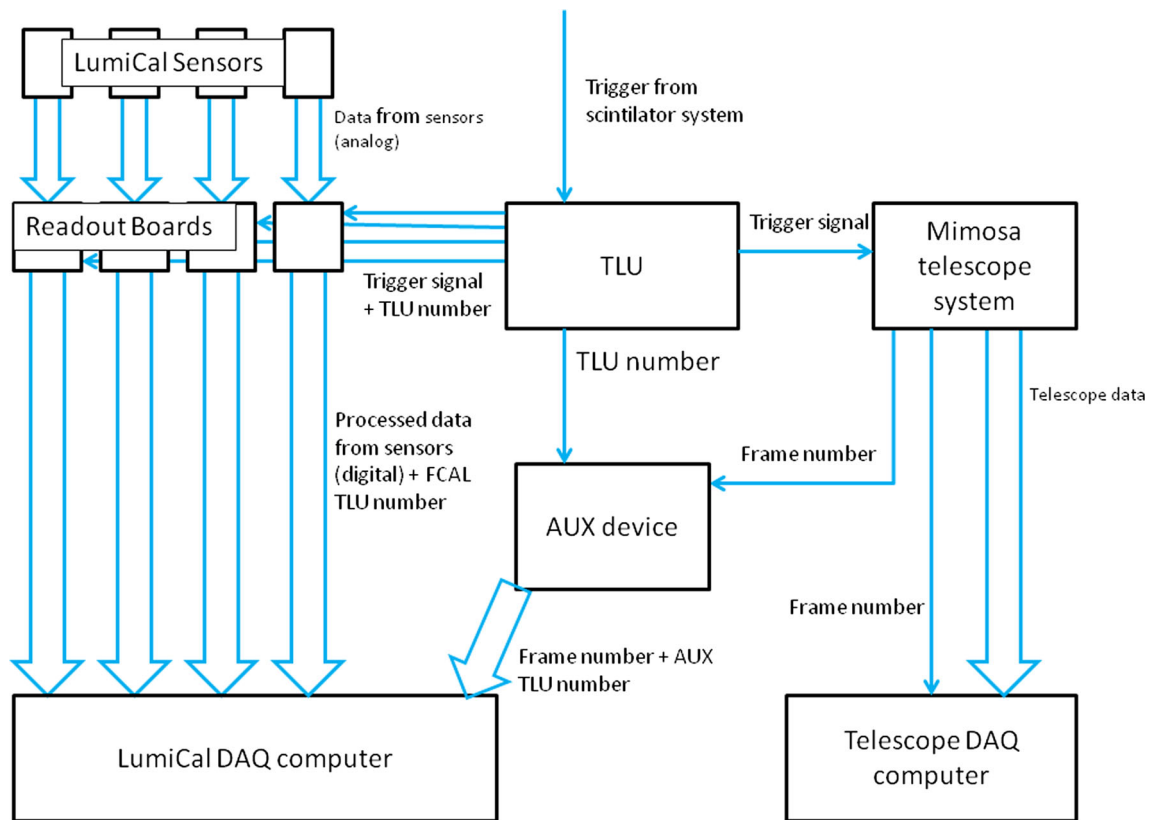 LumiCal Sensors
Trigger from
scintilator system
Data from sensors
(analog)
Readout Boards
TLU
Trigger signal
Mimosa
telescope
system
Trigger signal
+ TLU number
TLU number
Telescope data
Processed data
from sensors
(digital) + FCAL
TLU number
Frame number
AUX device
Frame number
Frame number + AUX
TLU number
LumiCal DAQ computer
Telescope DAQ
computer